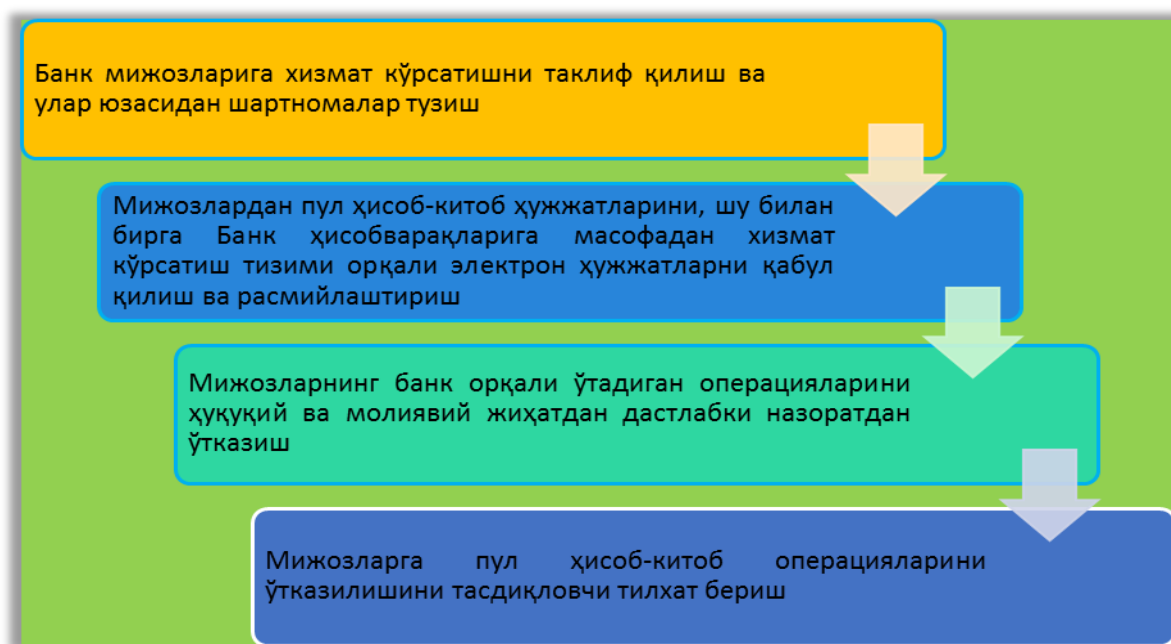 Банк мижозларига хизмат кўрсатишни таклиф қилиш ва
улар юзасидан шартномалар тузиш
Мижозлардан пул ҳисоб-китоб ҳужжатларини, шу билан
бирга Банк ҳисобварақларига масофадан хизмат
кўрсатиш тизими орқали электрон ҳужжатларни қабул
қилиш ва расмийлаштириш
Мижозларнинг банк орқали ўтадиган операцияларини
ҳуқуқий ва молиявий жиҳатдан дастлабки назоратдан
ўтказиш
Мижозларга пул ҳисоб-китоб операцияларини
ўтказилишини тасдиқловчи тилхат бериш